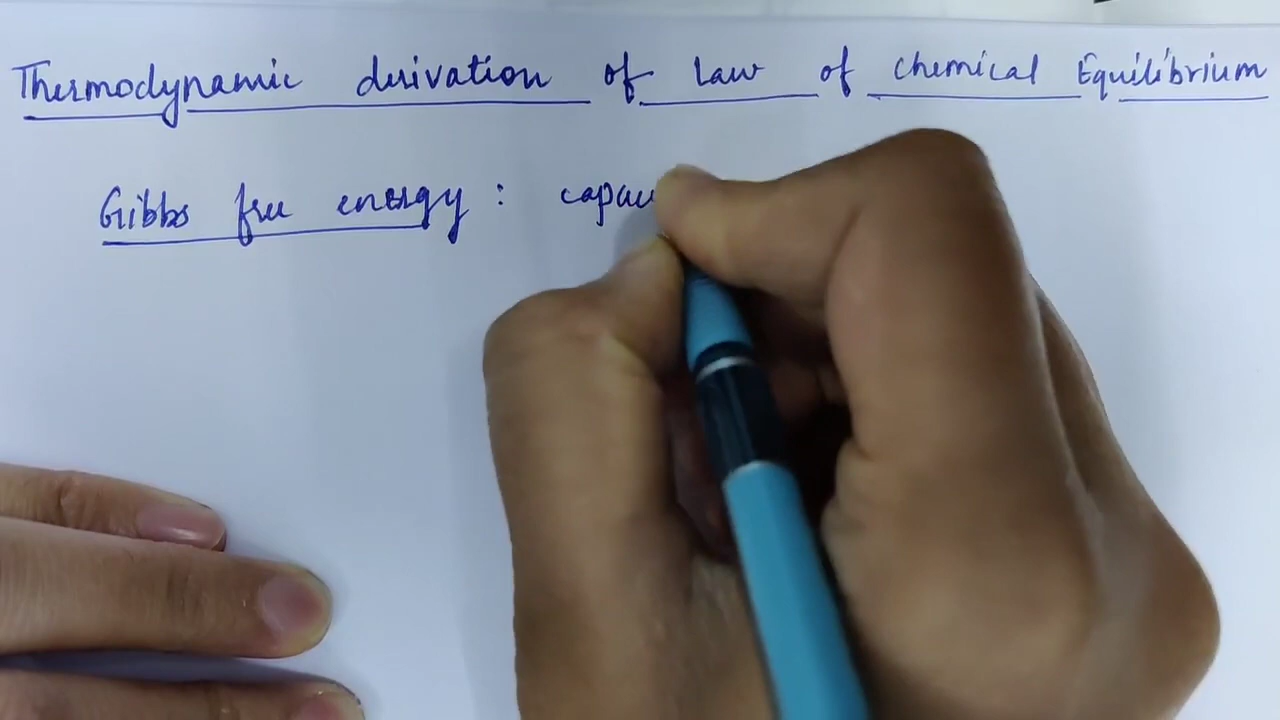 Thermodynamic derivation of law of chemical Equilibrium
Gibbs free energy :